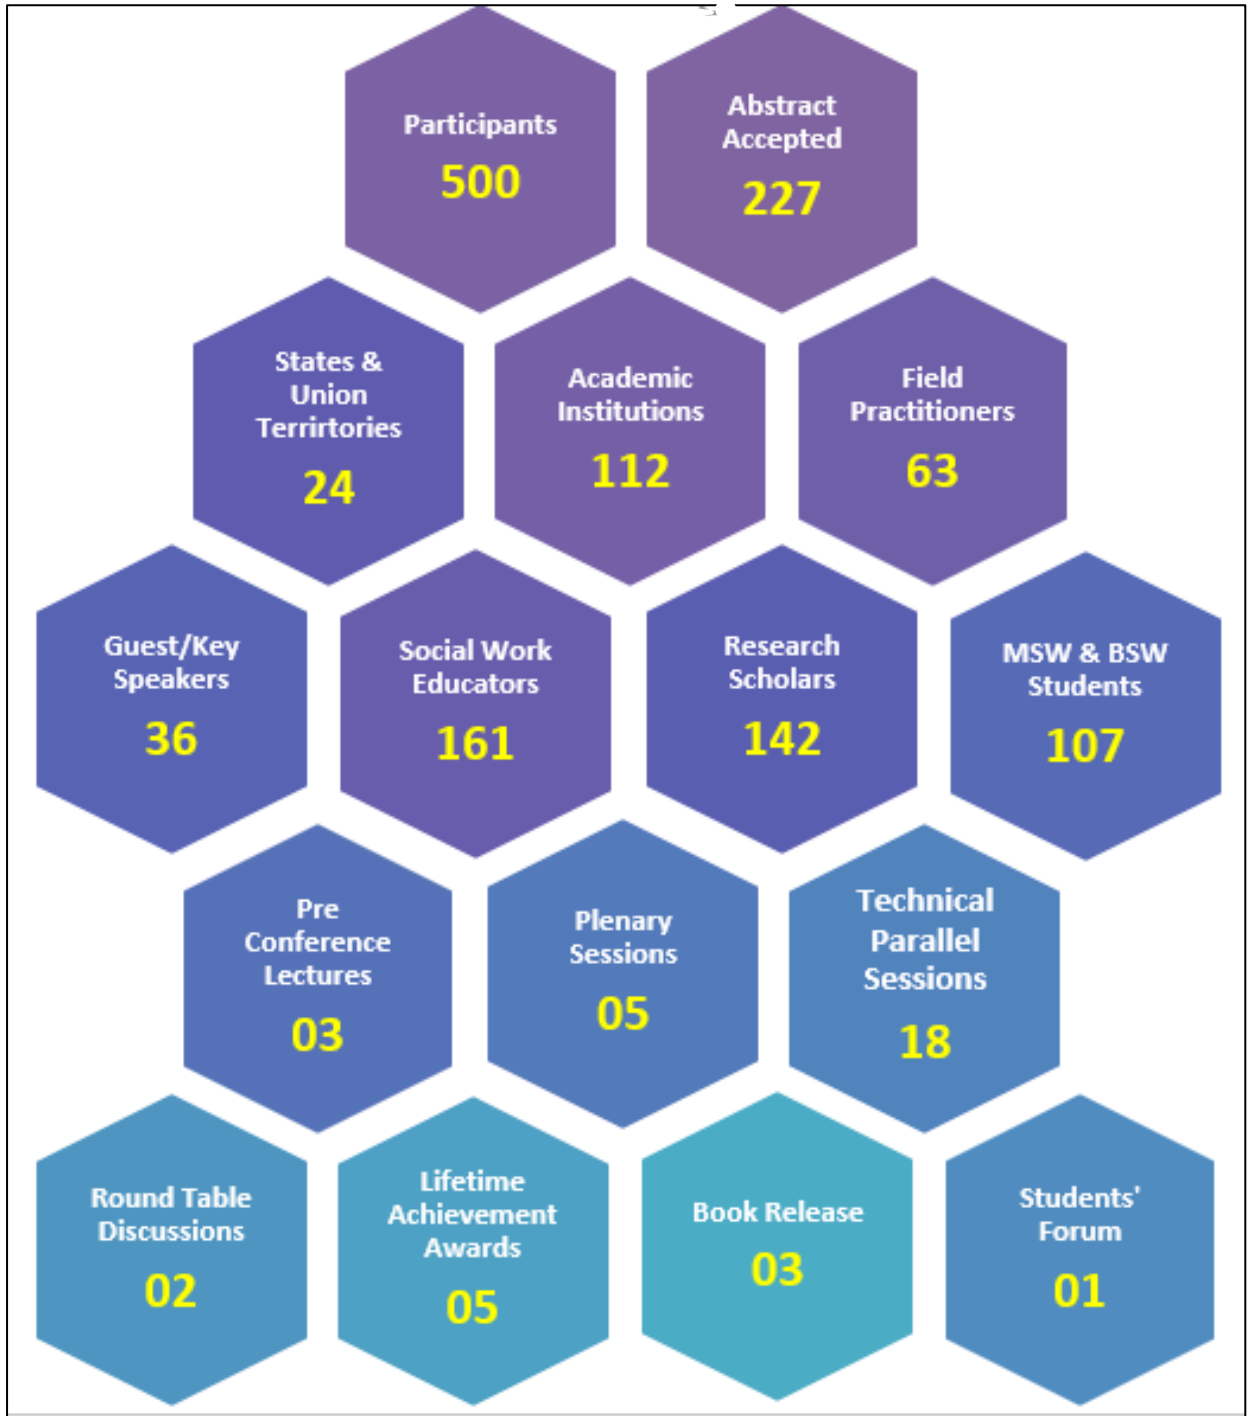 Participants
500
Abstract
Accepted
227
States &
Union
Terrirtories
24
Academic
Institutions
112
Field
Practitioners
63
Guest/Key
Speakers
36
Social Work
Educators
161
Research
Scholars
142
MSW & BSW
Students
107
Pre
Conference
Lectures
03
Plenary
Sessions
05
Technical
Parallel
Sessions
18
Round Table
Discussions
02
Lifetime
Achievement
Awards
05
Book Release
03
Students'
Forum
01